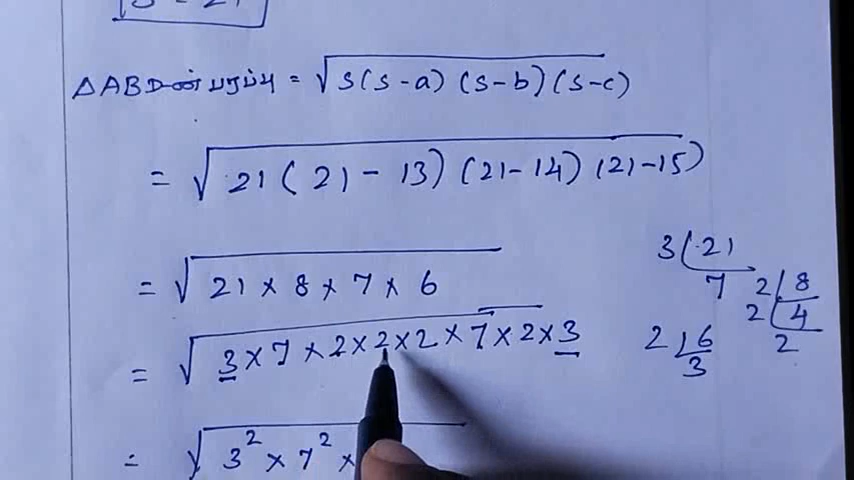 S = 21
ΔABD-ன் பரப்பு = √S(S-a) (S-b) (S-c)
= √21 (21-13) (21-14) (21-15)
= √21 × 8 × 7 × 6
= √3 × 7 × 2 × 2 × 2 × 7 × 2 × 3
= √3² × 7² ×
3 21
7
2 8
2 4
2
2 6
3